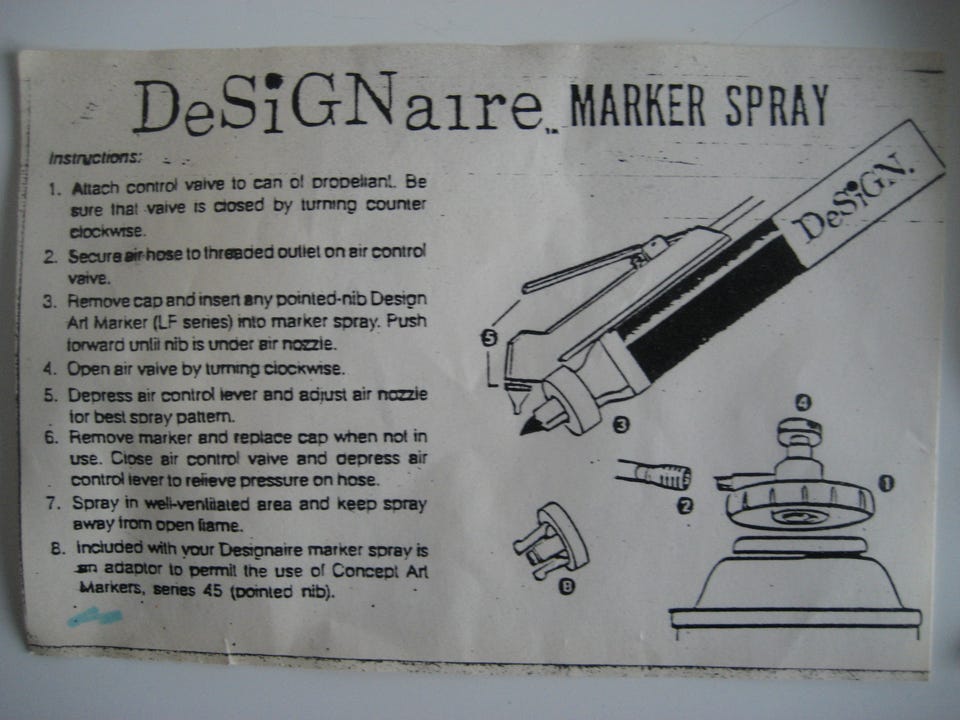 DeSiGNaire™ MARKER SPRAY
Instructions:
1. Attach control valve to can of propellant. Be
sure that valve is closed by turning counter
clockwise.
2. Secure air hose to threaded outlet on air control
valve.
3. Remove cap and insert any pointed-nib Design
Art Marker (LF series) into marker spray. Push
forward until nib is under air nozzle.
4. Open air valve by turning clockwise.
5. Depress air control lever and adjust air nozzle
for best spray pattern.
6. Remove marker and replace cap when not in
use. Close air control valve and depress air
control lever to relieve pressure on hose.
7. Spray in well-ventilated area and keep spray
away from open flame.
8. Included with your Designaire marker spray is
an adaptor to permit the use of Concept Art
Markers, series 45 (pointed nib).
DeSiGN.
5
3
4
1
2
8